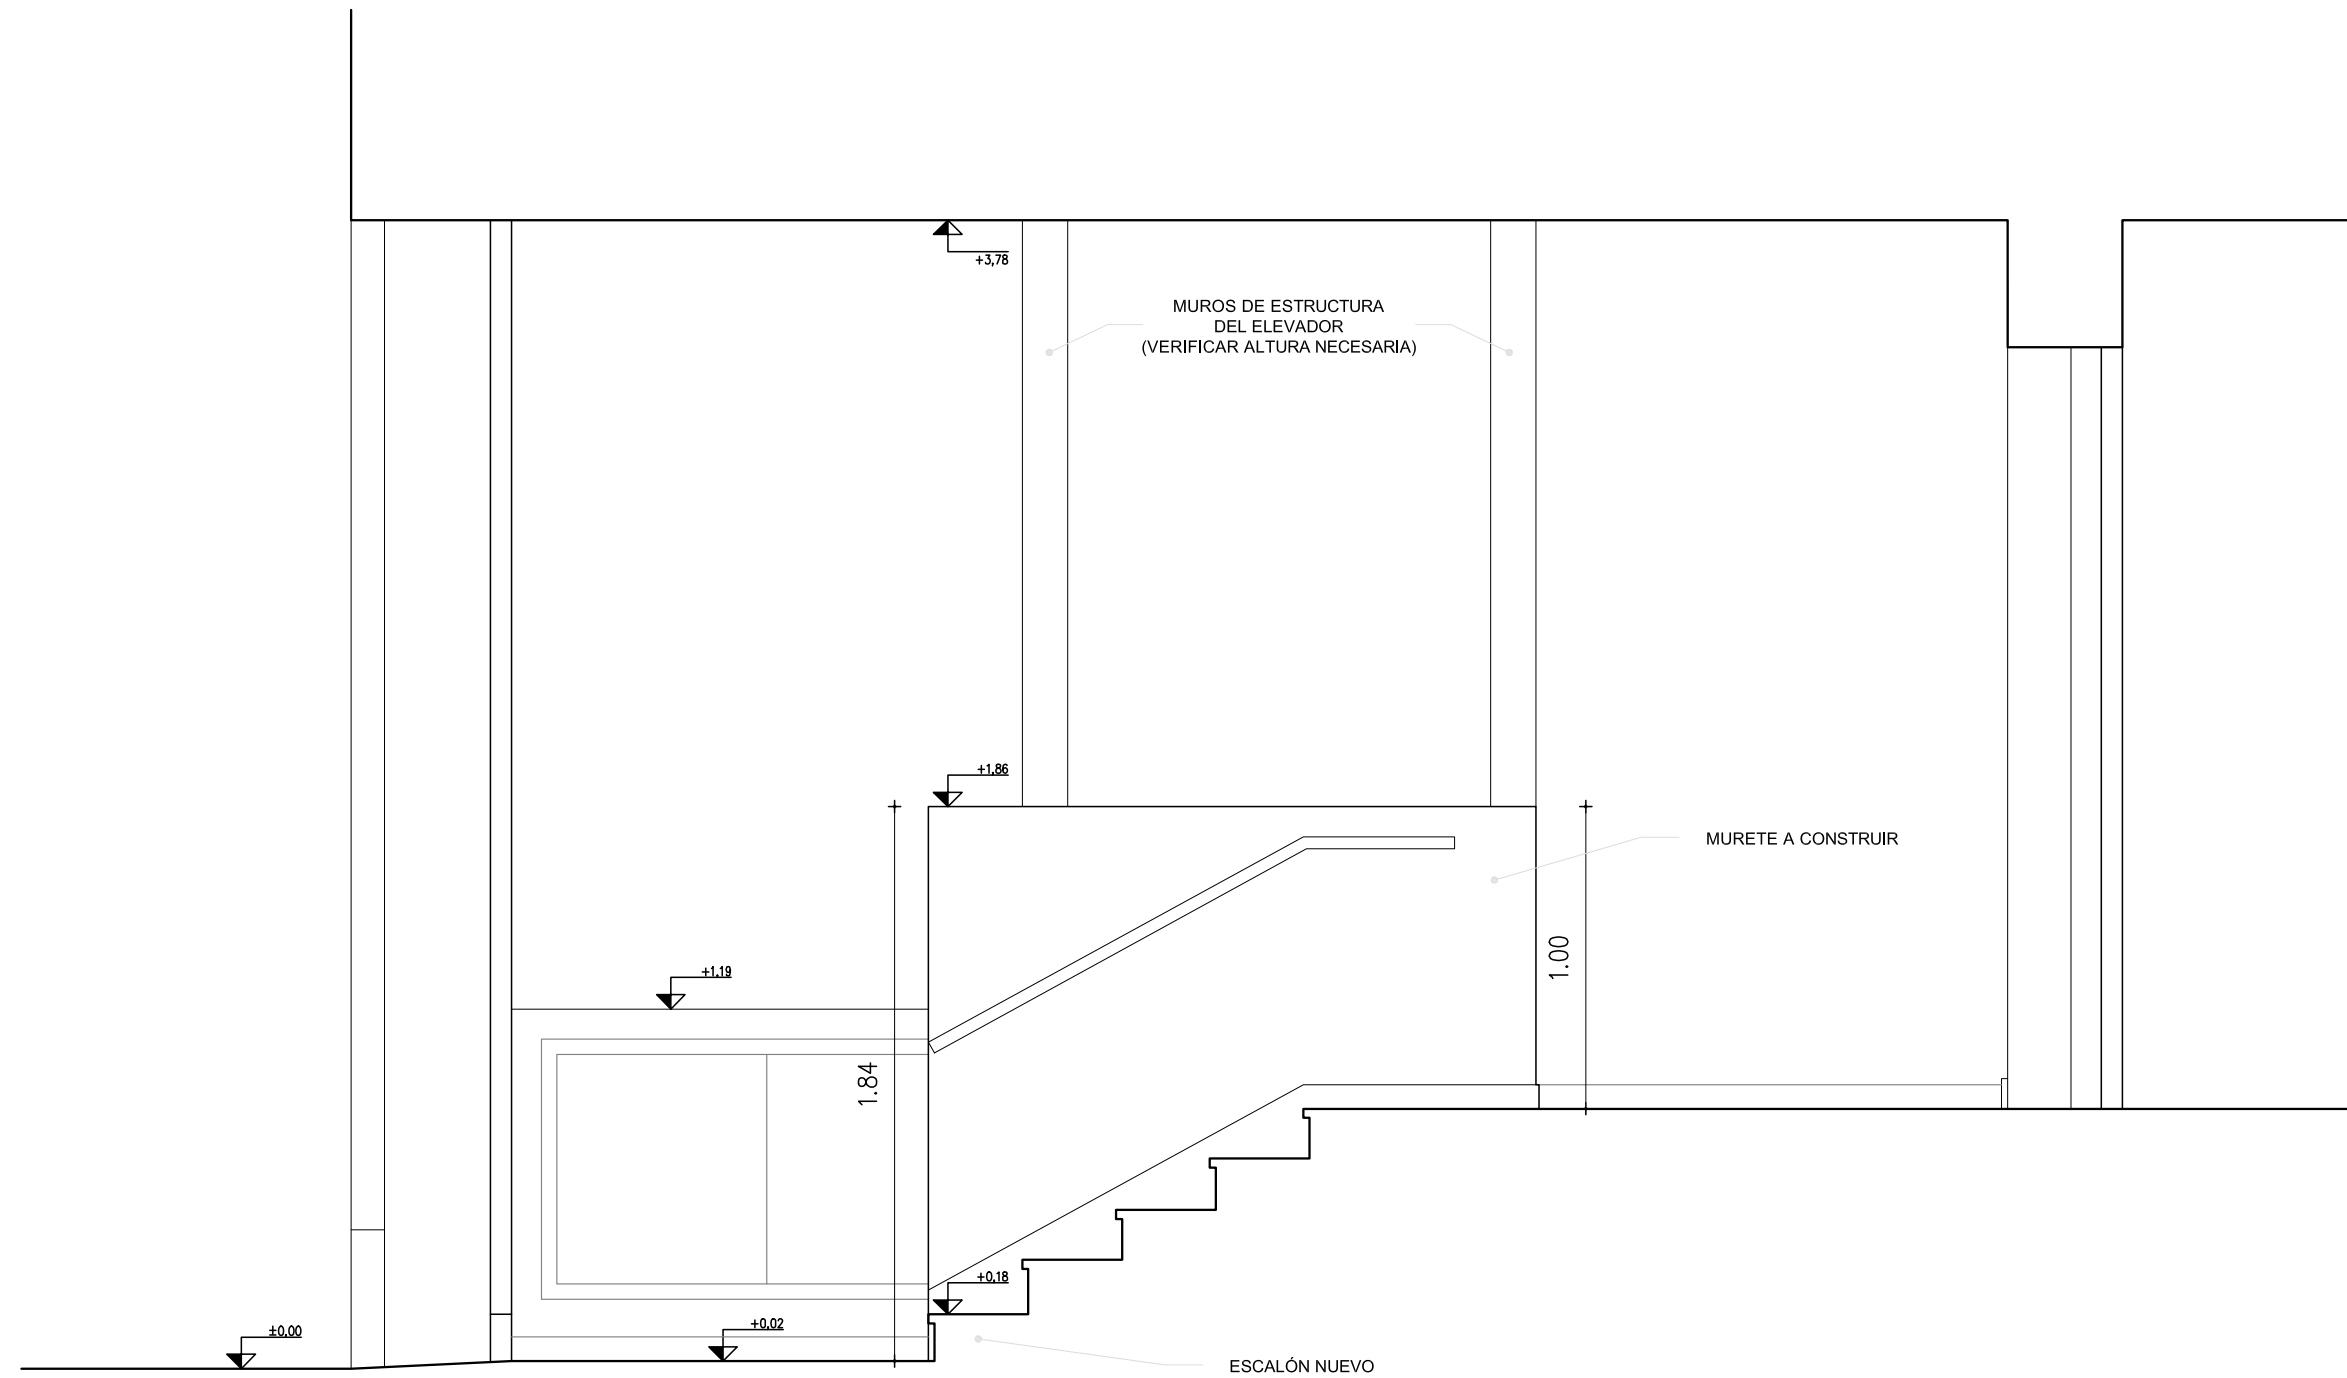 +3,78
MUROS DE ESTRUCTURA
DEL ELEVADOR
(VERIFICAR ALTURA NECESARIA)
+1,86
MURETE A CONSTRUIR
1.00
+1,19
1.84
+0,18
+0,02
±0,00
ESCALÓN NUEVO